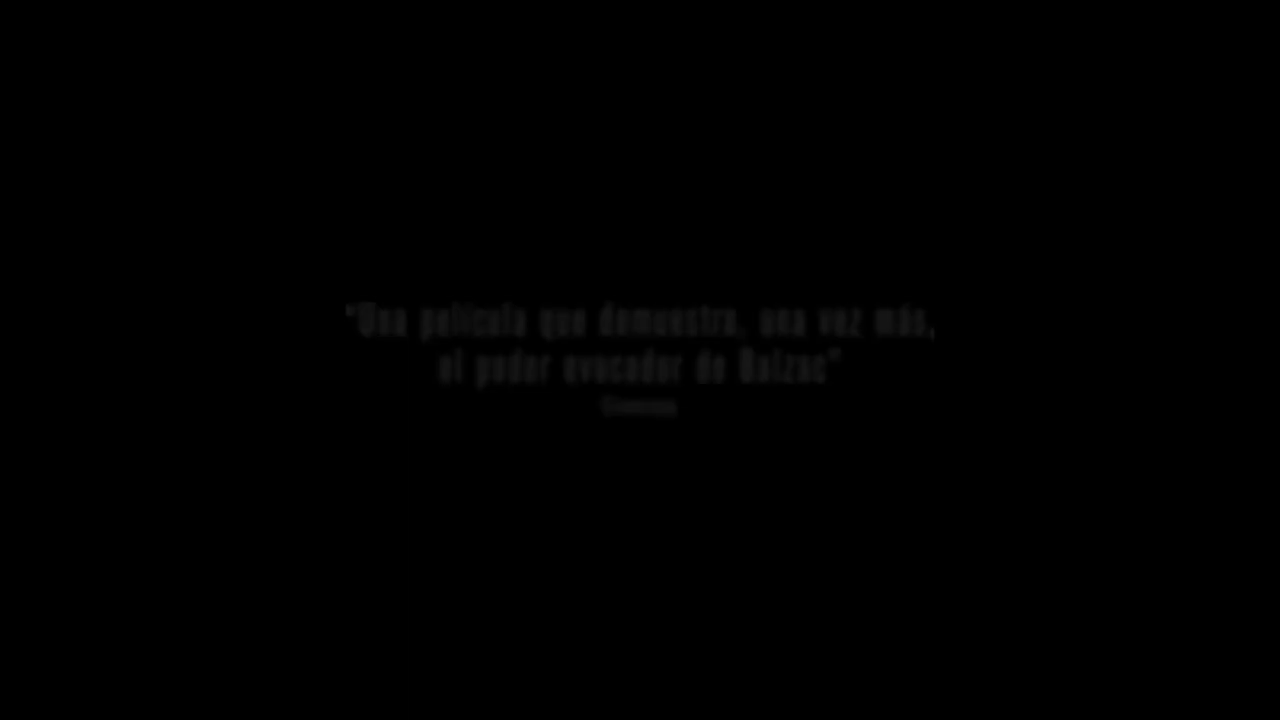 "Una película que demuestra, una vez más,
el poder evocador de Balzac"